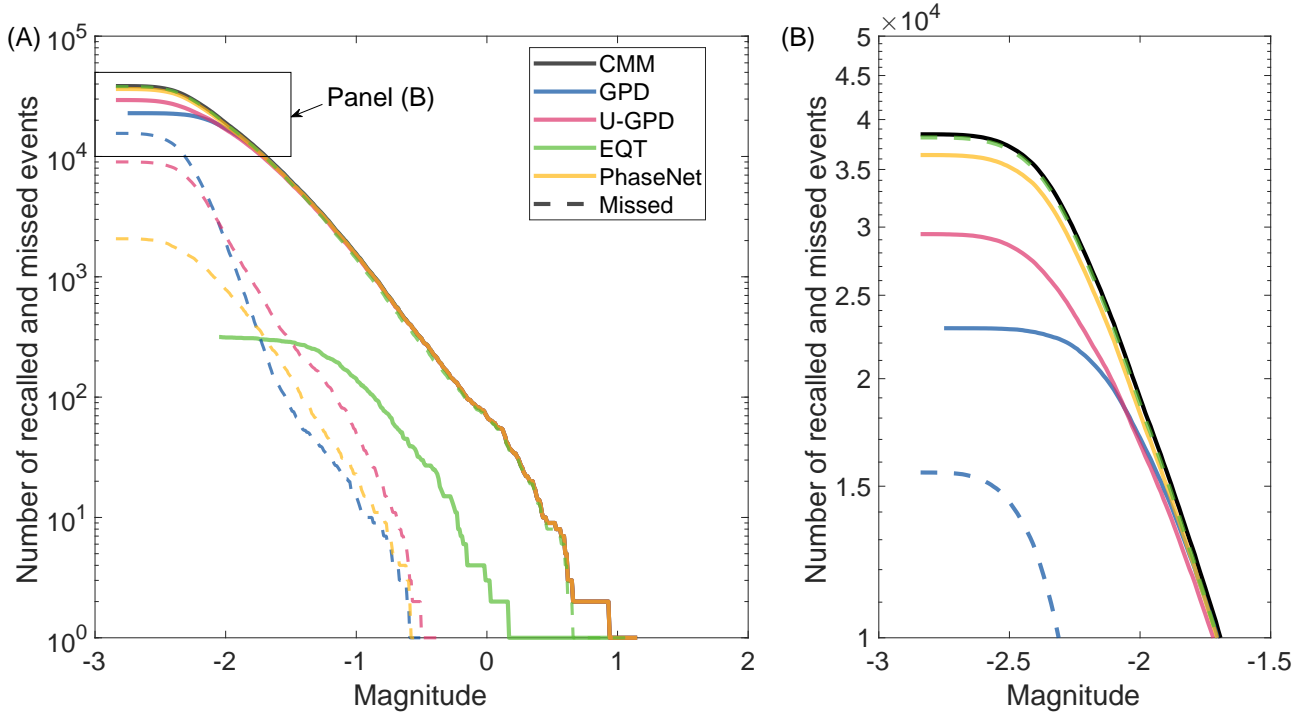 (A)
10^5
10^4
10^3
10^2
10^1
10^0
Number of recalled and missed events
-3
-2
-1
0
1
2
Magnitude
Panel (B)
CMM
GPD
U-GPD
EQT
PhaseNet
Missed
(B)
×10^4
5
4.5
4
3.5
3
2.5
2
1.5
1
Number of recalled and missed events
-3
-2.5
-2
-1.5
Magnitude